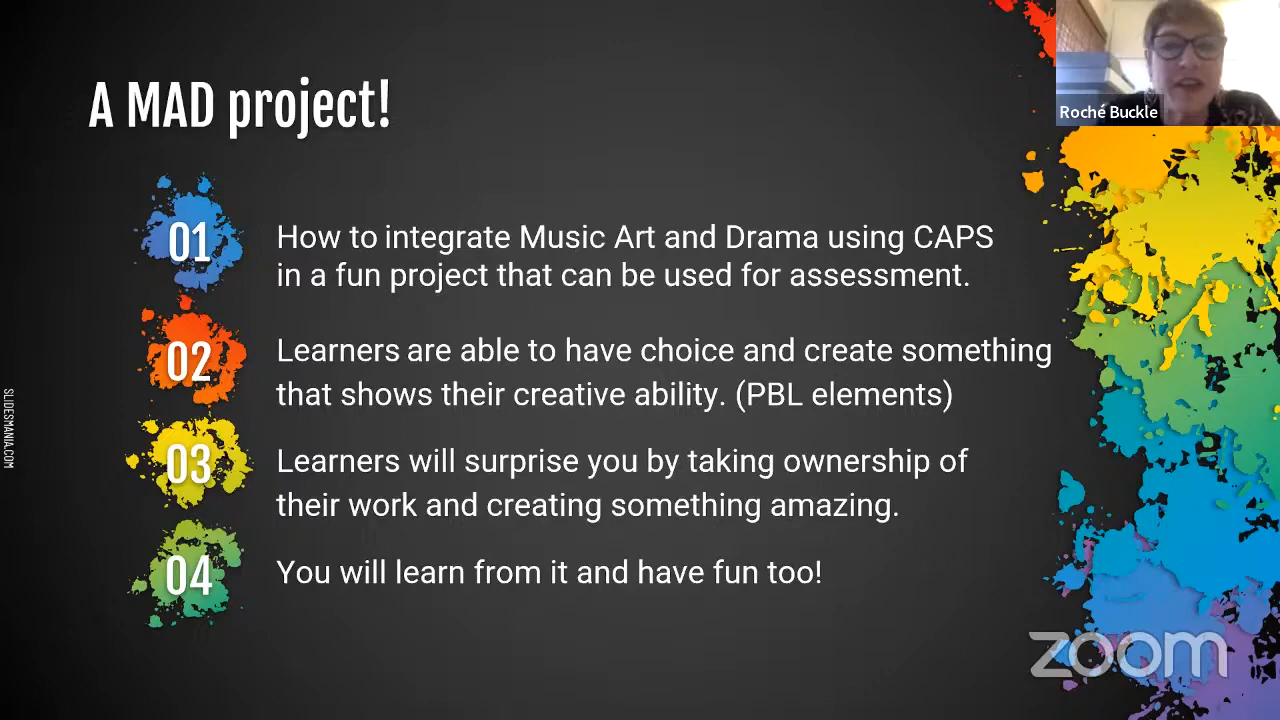 A MAD project!
Roché Buckle
01
How to integrate Music Art and Drama using CAPS
in a fun project that can be used for assessment.
02
Learners are able to have choice and create something
that shows their creative ability. (PBL elements)
03
Learners will surprise you by taking ownership of
their work and creating something amazing.
04
You will learn from it and have fun too!
SLIDESMANIA.COM
zoom